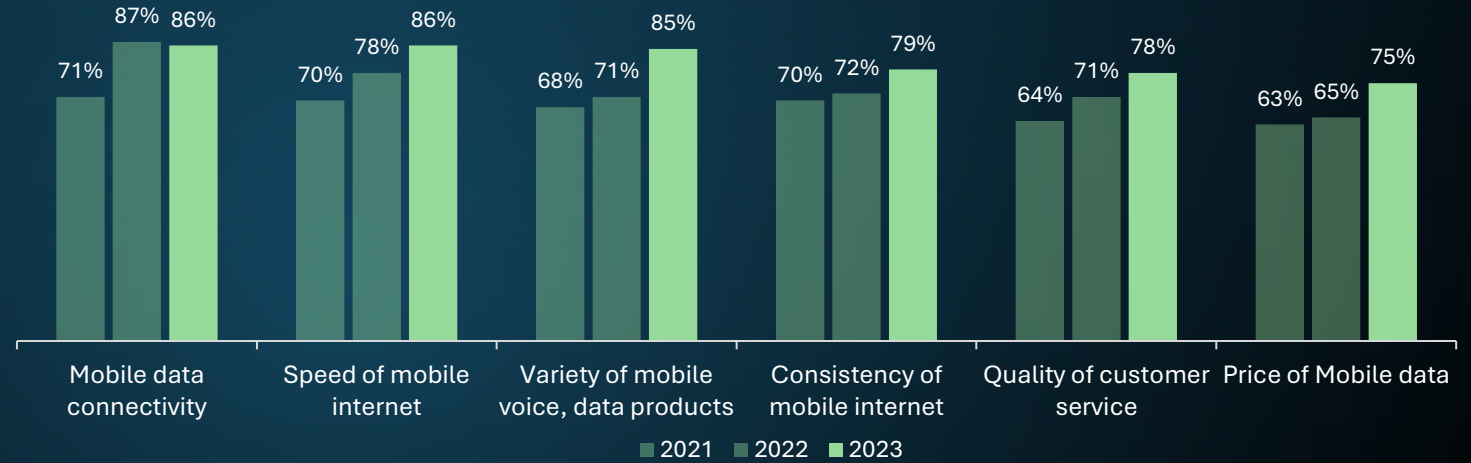 71% 87% 86%
70% 78% 86%
68% 71% 85%
70% 72% 79%
64% 71% 78%
63% 65% 75%
Mobile data
connectivity
Speed of mobile
internet
Variety of mobile
voice, data products
Consistency of
mobile internet
Quality of customer
service
Price of Mobile data
2021 2022 2023